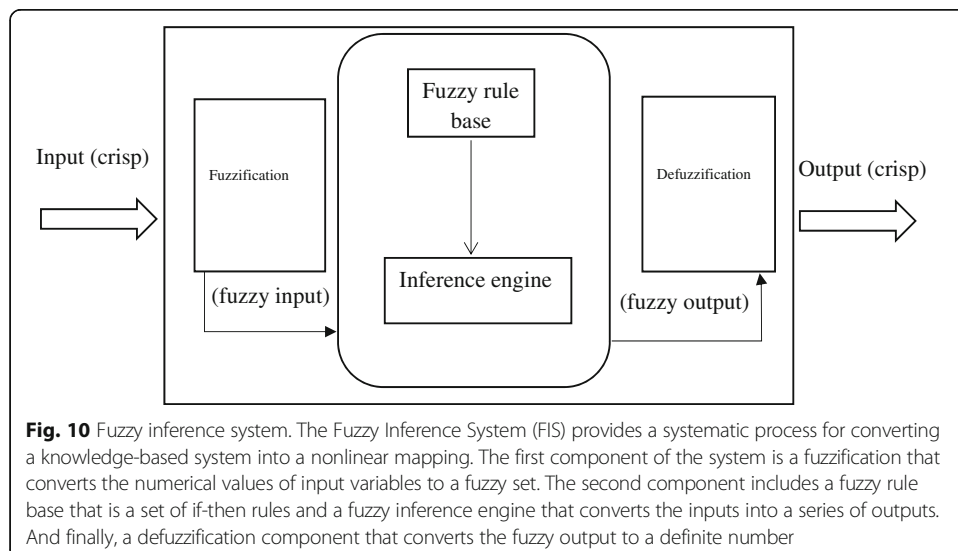 Fuzzy rule
base
Input (crisp)
Fuzzification
Defuzzification
Output (crisp)
Inference engine
(fuzzy input)
(fuzzy output)
Fig. 10 Fuzzy inference system. The Fuzzy Inference System (FIS) provides a systematic process for converting
a knowledge-based system into a nonlinear mapping. The first component of the system is a fuzzification that
converts the numerical values of input variables to a fuzzy set. The second component includes a fuzzy rule
base that is a set of if-then rules and a fuzzy inference engine that converts the inputs into a series of outputs.
And finally, a defuzzification component that converts the fuzzy output to a definite number